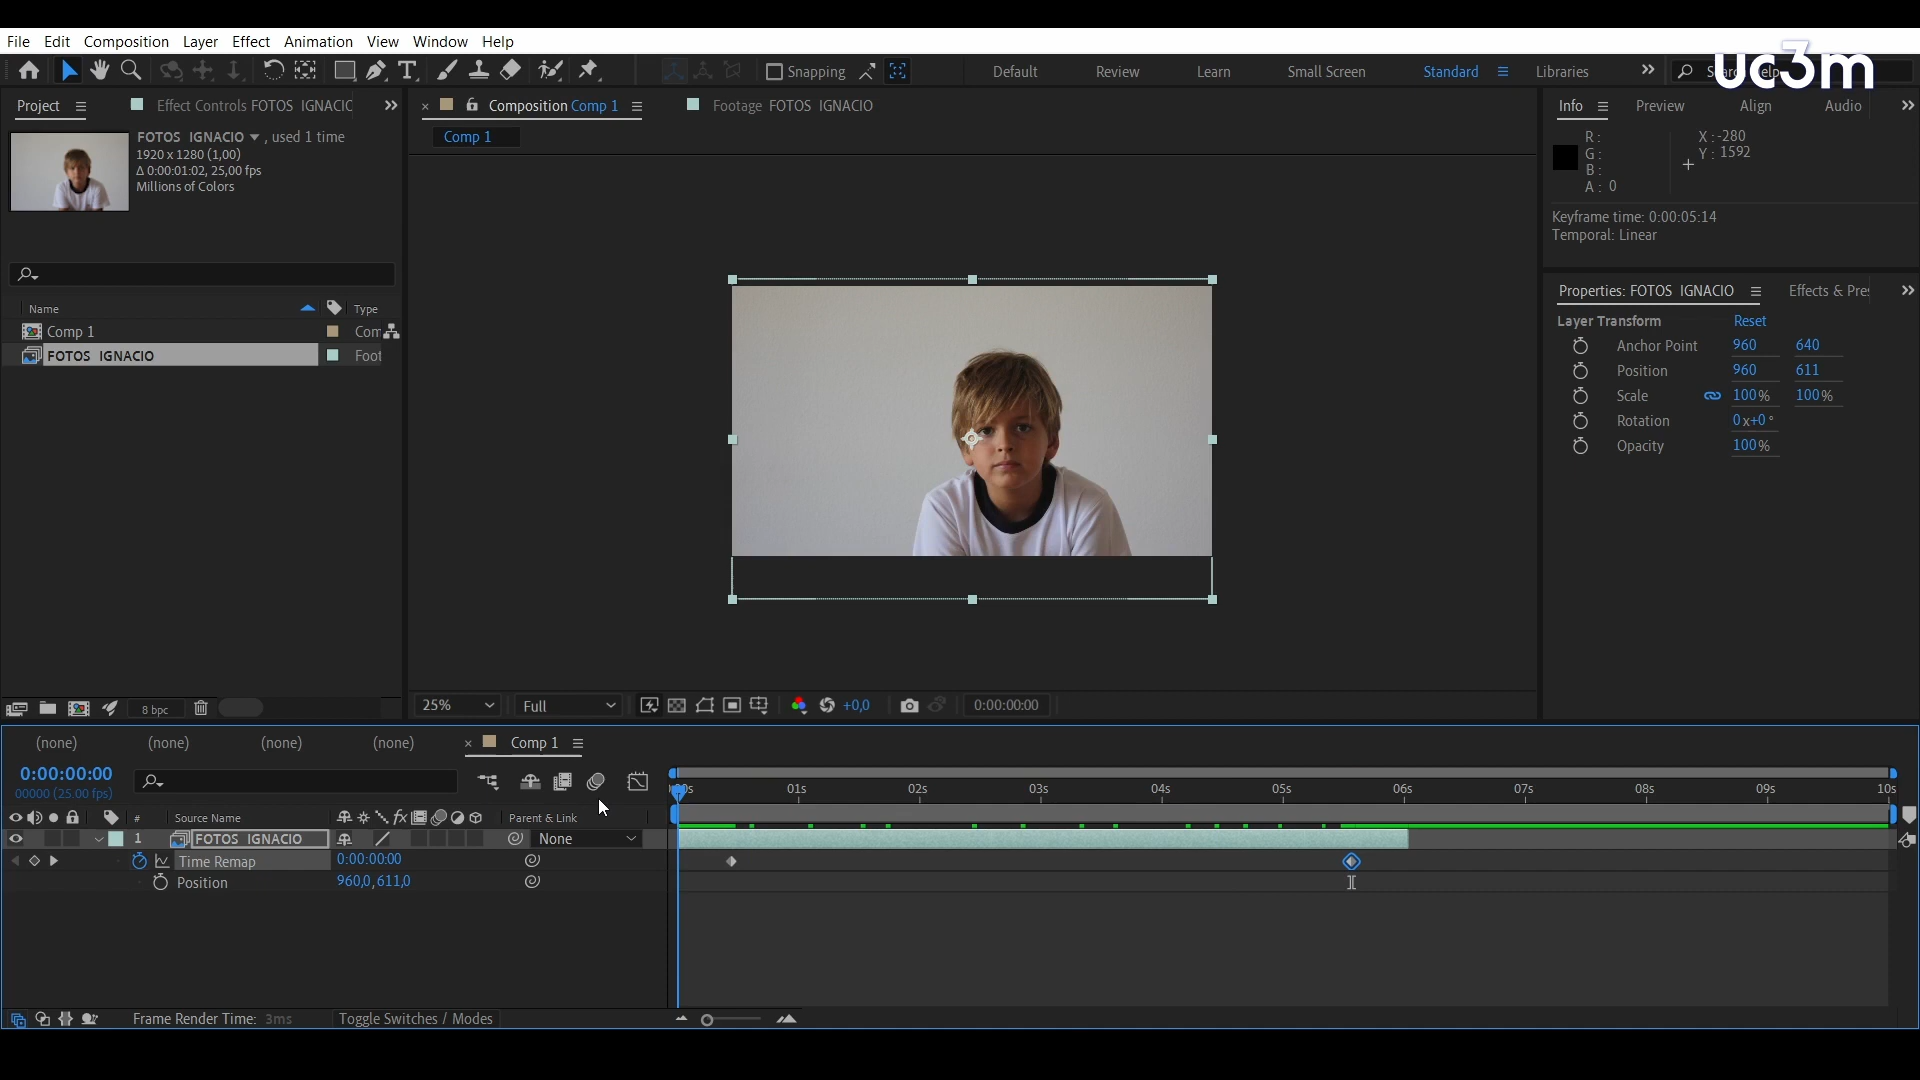 File Edit Composition Layer Effect Animation View Window Help
Snapping
Default Review Learn Small Screen Standard Libraries
uc3m
Project Effect Controls FOTOS IGNACIO
Composition Comp 1
Footage FOTOS IGNACIO
Info Preview Align Audio
FOTOS IGNACIO , used 1 time
1920 x 1280 (1,00)
Δ 0:00:01:02, 25,00 fps
Millions of Colors
Comp 1
R :
G :
B :
A : 0
X : -280
Y : 1592
Keyframe time: 0:00:05:14
Temporal: Linear
Name Type
Comp 1 Com
FOTOS IGNACIO Foot
Properties: FOTOS IGNACIO Effects & Pre
Layer Transform Reset
Anchor Point 960 640
Position 960 611
Scale 100% 100%
Rotation 0x+0°
Opacity 100%
8 bpc
25% Full +0,0 0:00:00:00
(none) (none) (none) (none) Comp 1
0:00:00:00
00000 (25.00 fps)
01s 02s 03s 04s 05s 06s 07s 08s 09s 10s
# Source Name fx Parent & Link
1 FOTOS IGNACIO None
Time Remap 0:00:00:00
Position 960,0,611,0
Frame Render Time: 3ms Toggle Switches / Modes